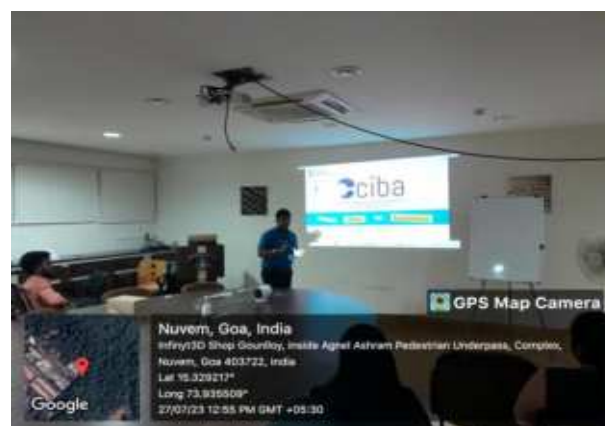 ciba
GPS Map Camera
Nuvem, Goa, India
Infinyt3D Shop Gounlloy, inside Agnel Ashram Pedestrian Underpass, Complex,
Nuvem, Goa 403722, India
Lat 15.329217°
Long 73.935509°
27/07/23 12:55 PM GMT +05:30
Google